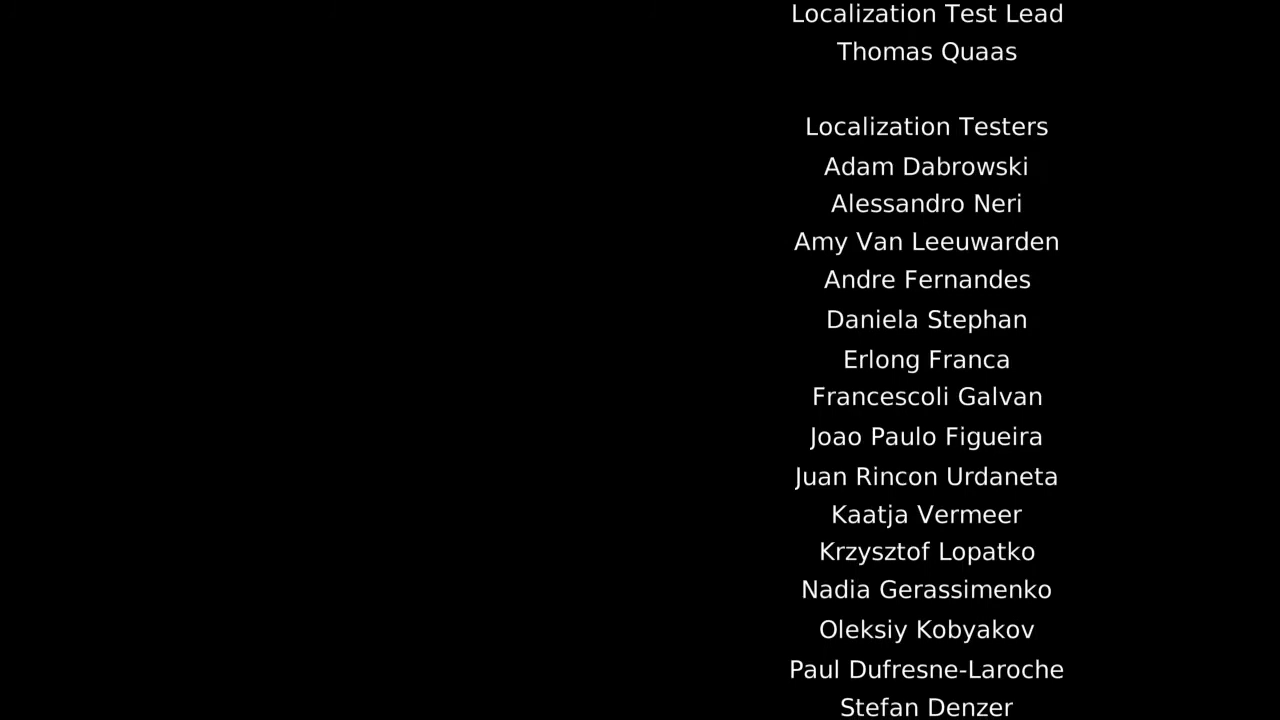 Localization Test Lead
Thomas Quaas
Localization Testers
Adam Dabrowski
Alessandro Neri
Amy Van Leeuwarden
Andre Fernandes
Daniela Stephan
Erlong Franca
Francescoli Galvan
Joao Paulo Figueira
Juan Rincon Urdaneta
Kaatja Vermeer
Krzysztof Lopatko
Nadia Gerassimenko
Oleksiy Kobyakov
Paul Dufresne-Laroche
Stefan Denzer